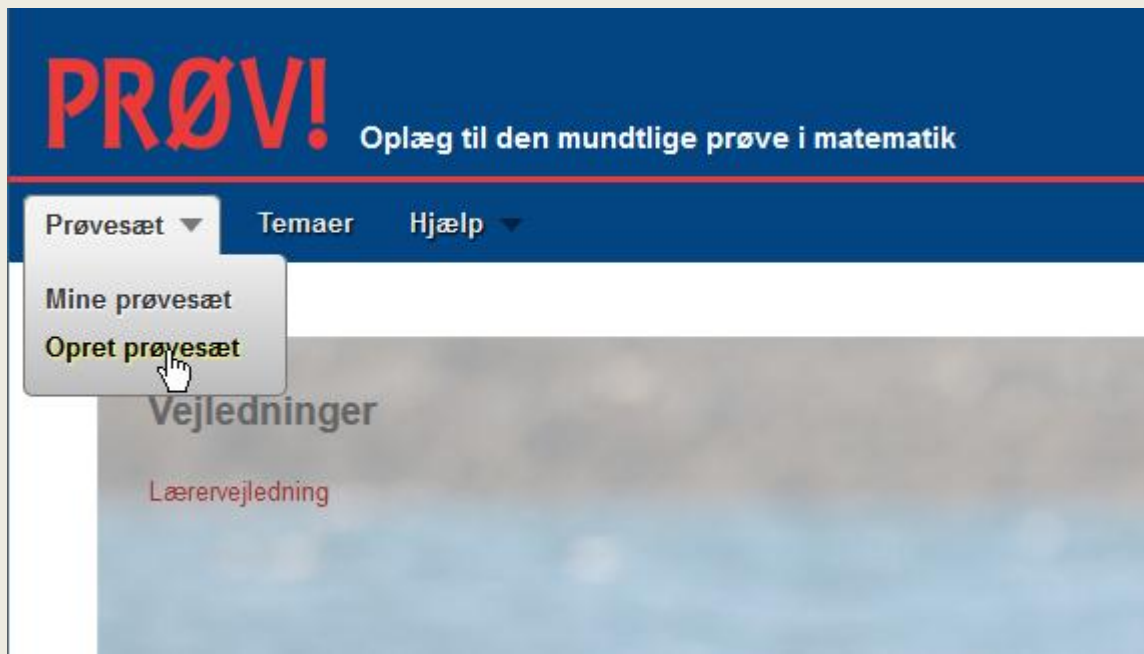 PRØV! Oplæg til den mundtlige prøve i matematik
Prøvesæt Temaer Hjælp
Mine prøvesæt
Opret prøvesæt
Vejledninger
Lærervejledning